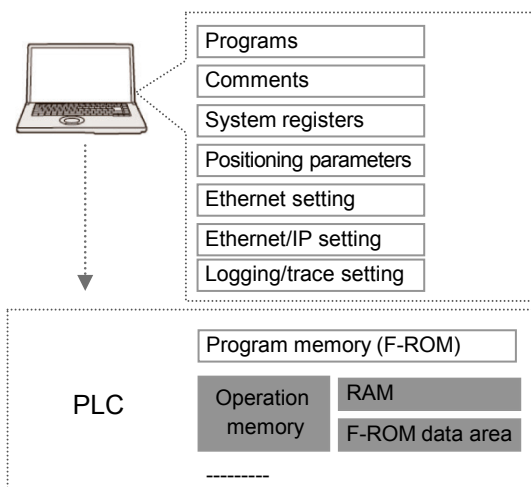 Programs
Comments
System registers
Positioning parameters
Ethernet setting
Ethernet/IP setting
Logging/trace setting
Program memory (F-ROM)
PLC
Operation
memory
RAM
F-ROM data area
---------